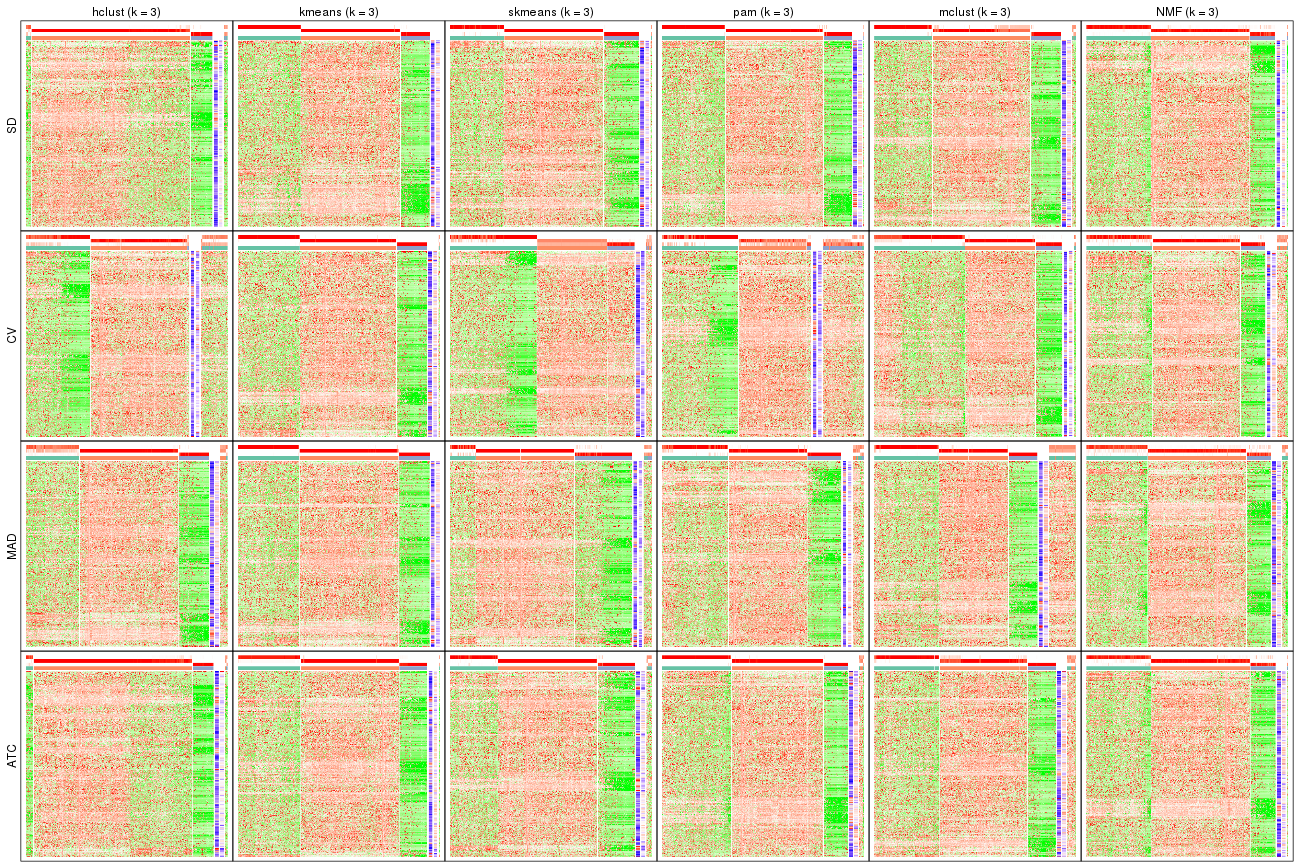 hclust (k = 3) kmeans (k = 3) skmeans (k = 3) pam (k = 3) mclust (k = 3) NMF (k = 3)
SD
CV
MAD
ATC